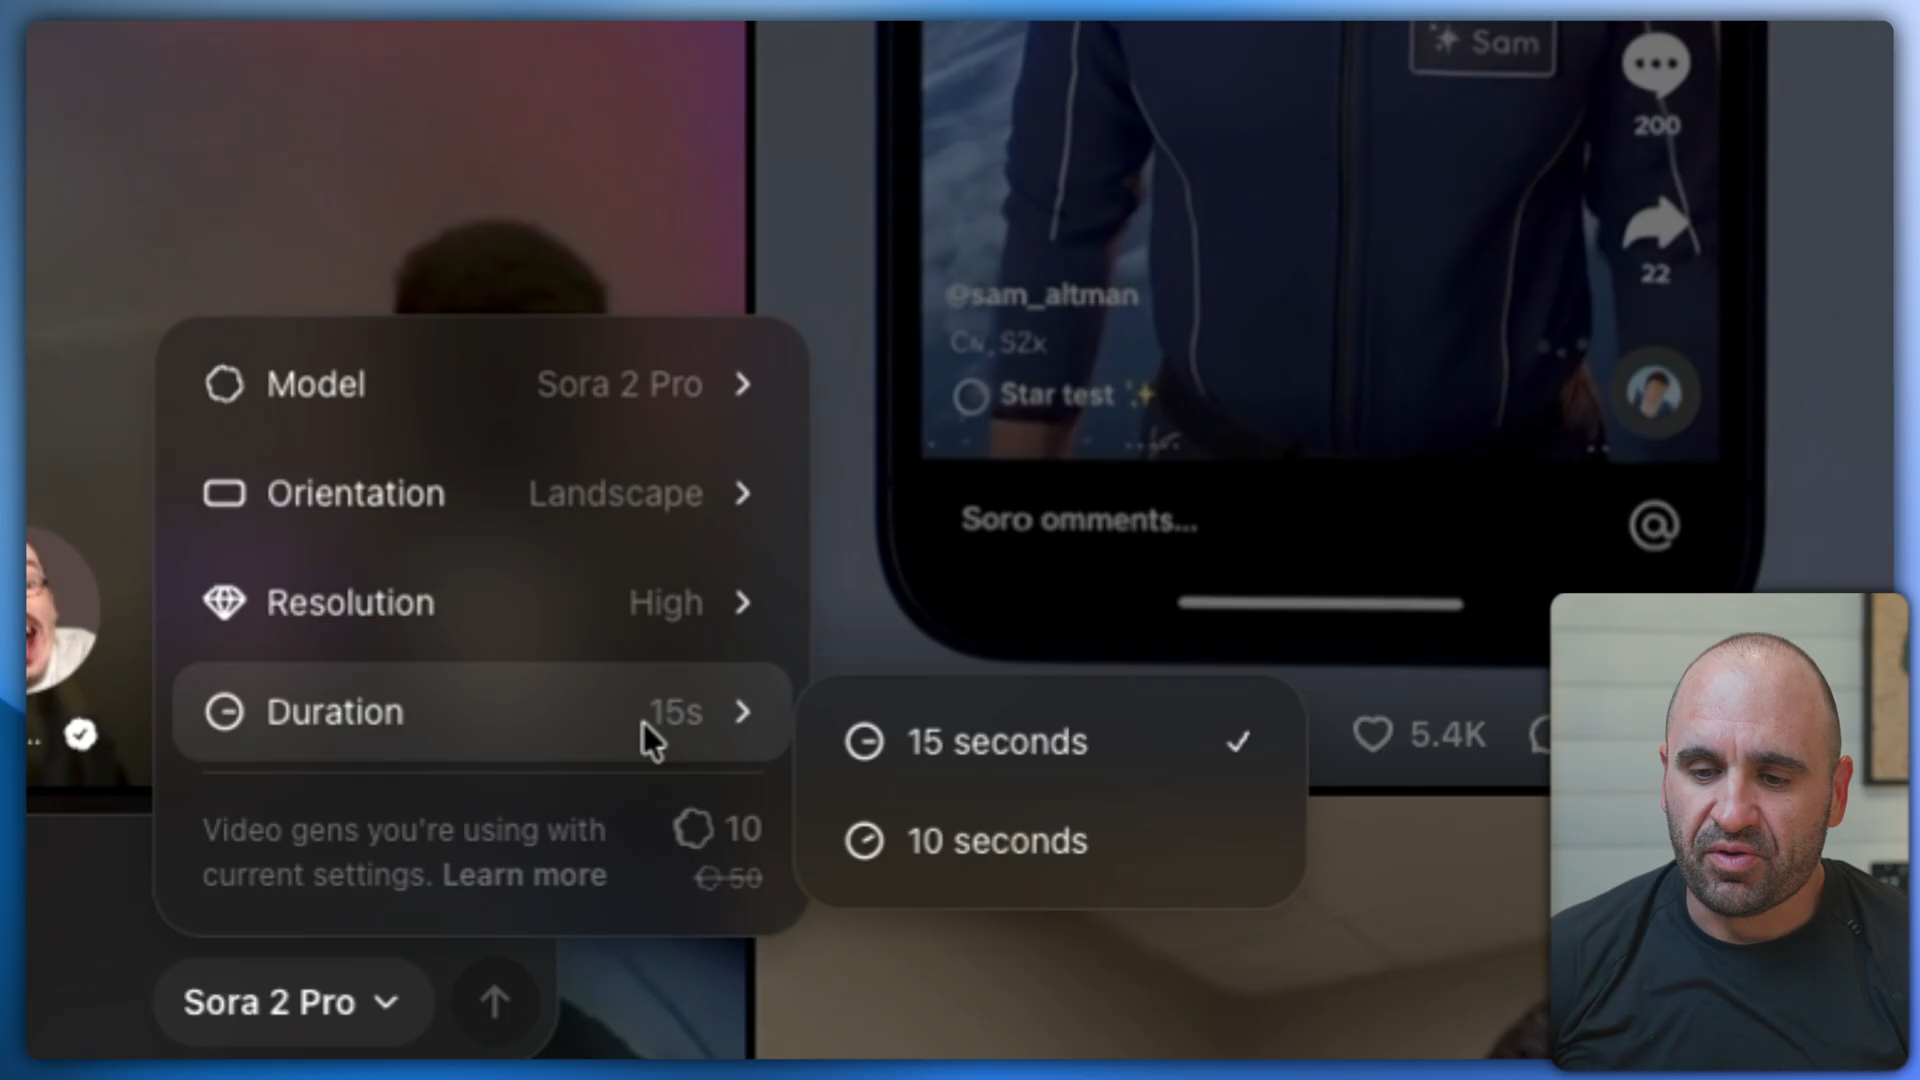 Sam
200
22
@sam_altman
Star test ✨
Soro omments...
@
Model Sora 2 Pro
Orientation Landscape
Resolution High
Duration 15s
Video gens you're using with 10
current settings. Learn more 50
15 seconds
10 seconds
5.4K
Sora 2 Pro